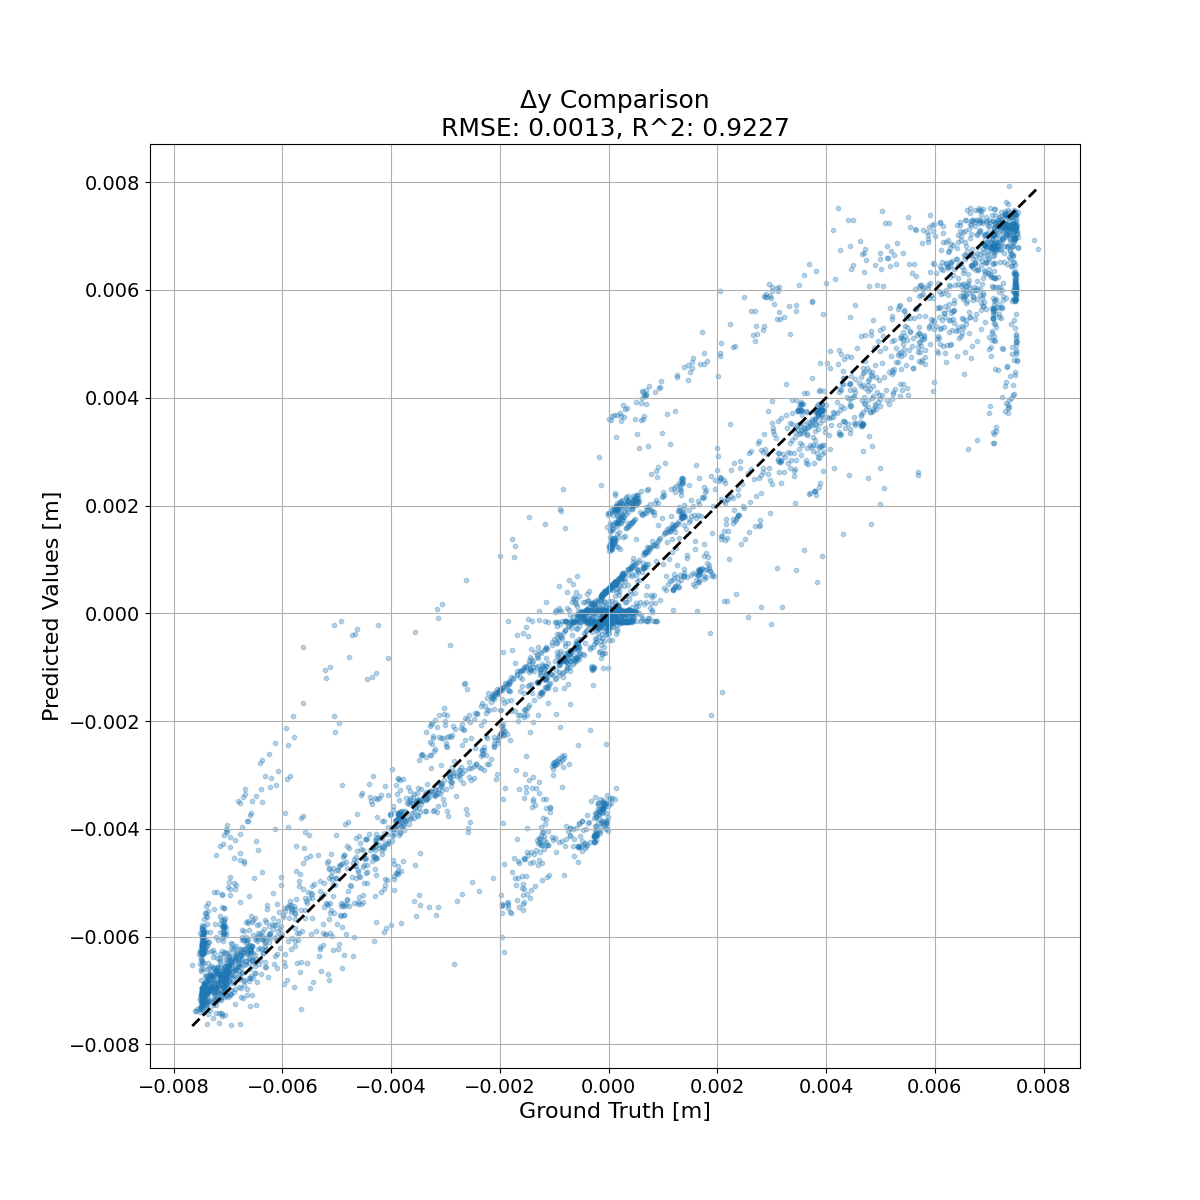 Δy Comparison
RMSE: 0.0013, R^2: 0.9227
Predicted Values [m]
0.008
0.006
0.004
0.002
0.000
−0.002
−0.004
−0.006
−0.008
−0.008 −0.006 −0.004 −0.002 0.000 0.002 0.004 0.006 0.008
Ground Truth [m]